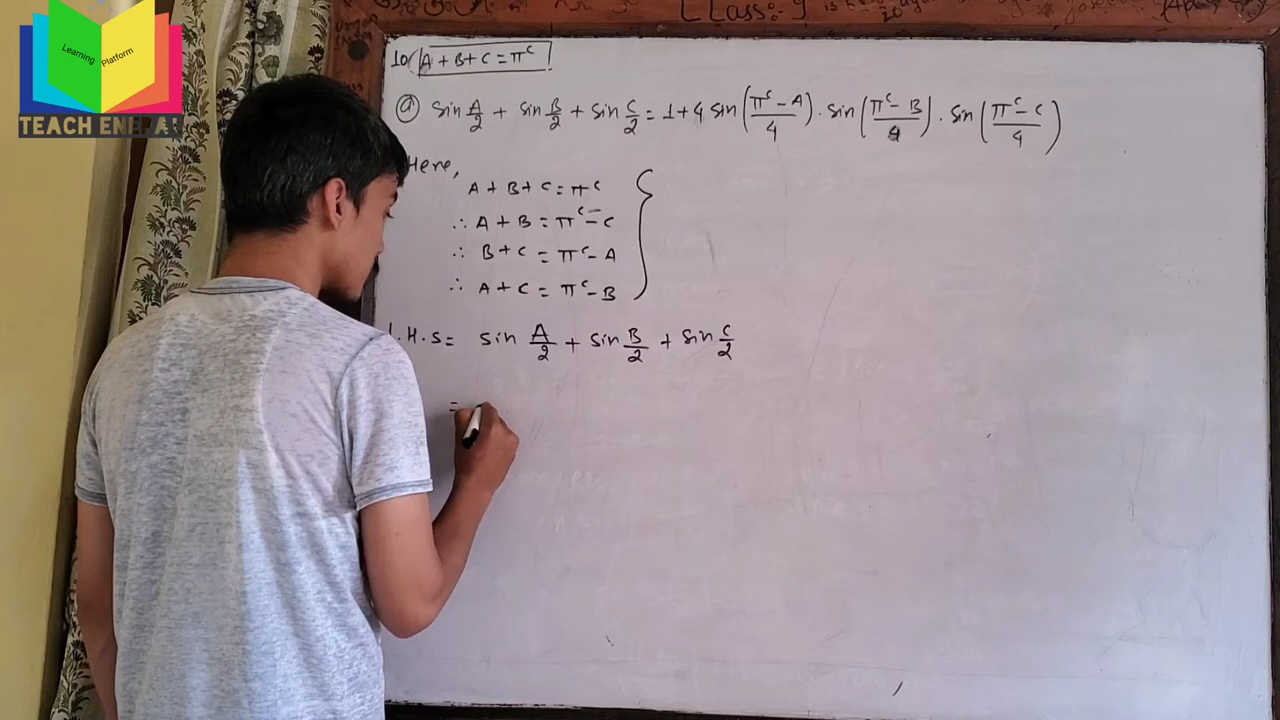 Learning Platform
TEACH ENEPAL
10. A + B + C = π^c
(a) sin A/2 + sin B/2 + sin C/2 = 1 + 4 sin (π^c - A / 4) . sin (π^c - B / 4) . sin (π^c - C / 4)
Here,
A + B + C = π^c
∴ A + B = π^c - C
∴ B + C = π^c - A
∴ A + C = π^c - B
L.H.S = sin A/2 + sin B/2 + sin C/2
=